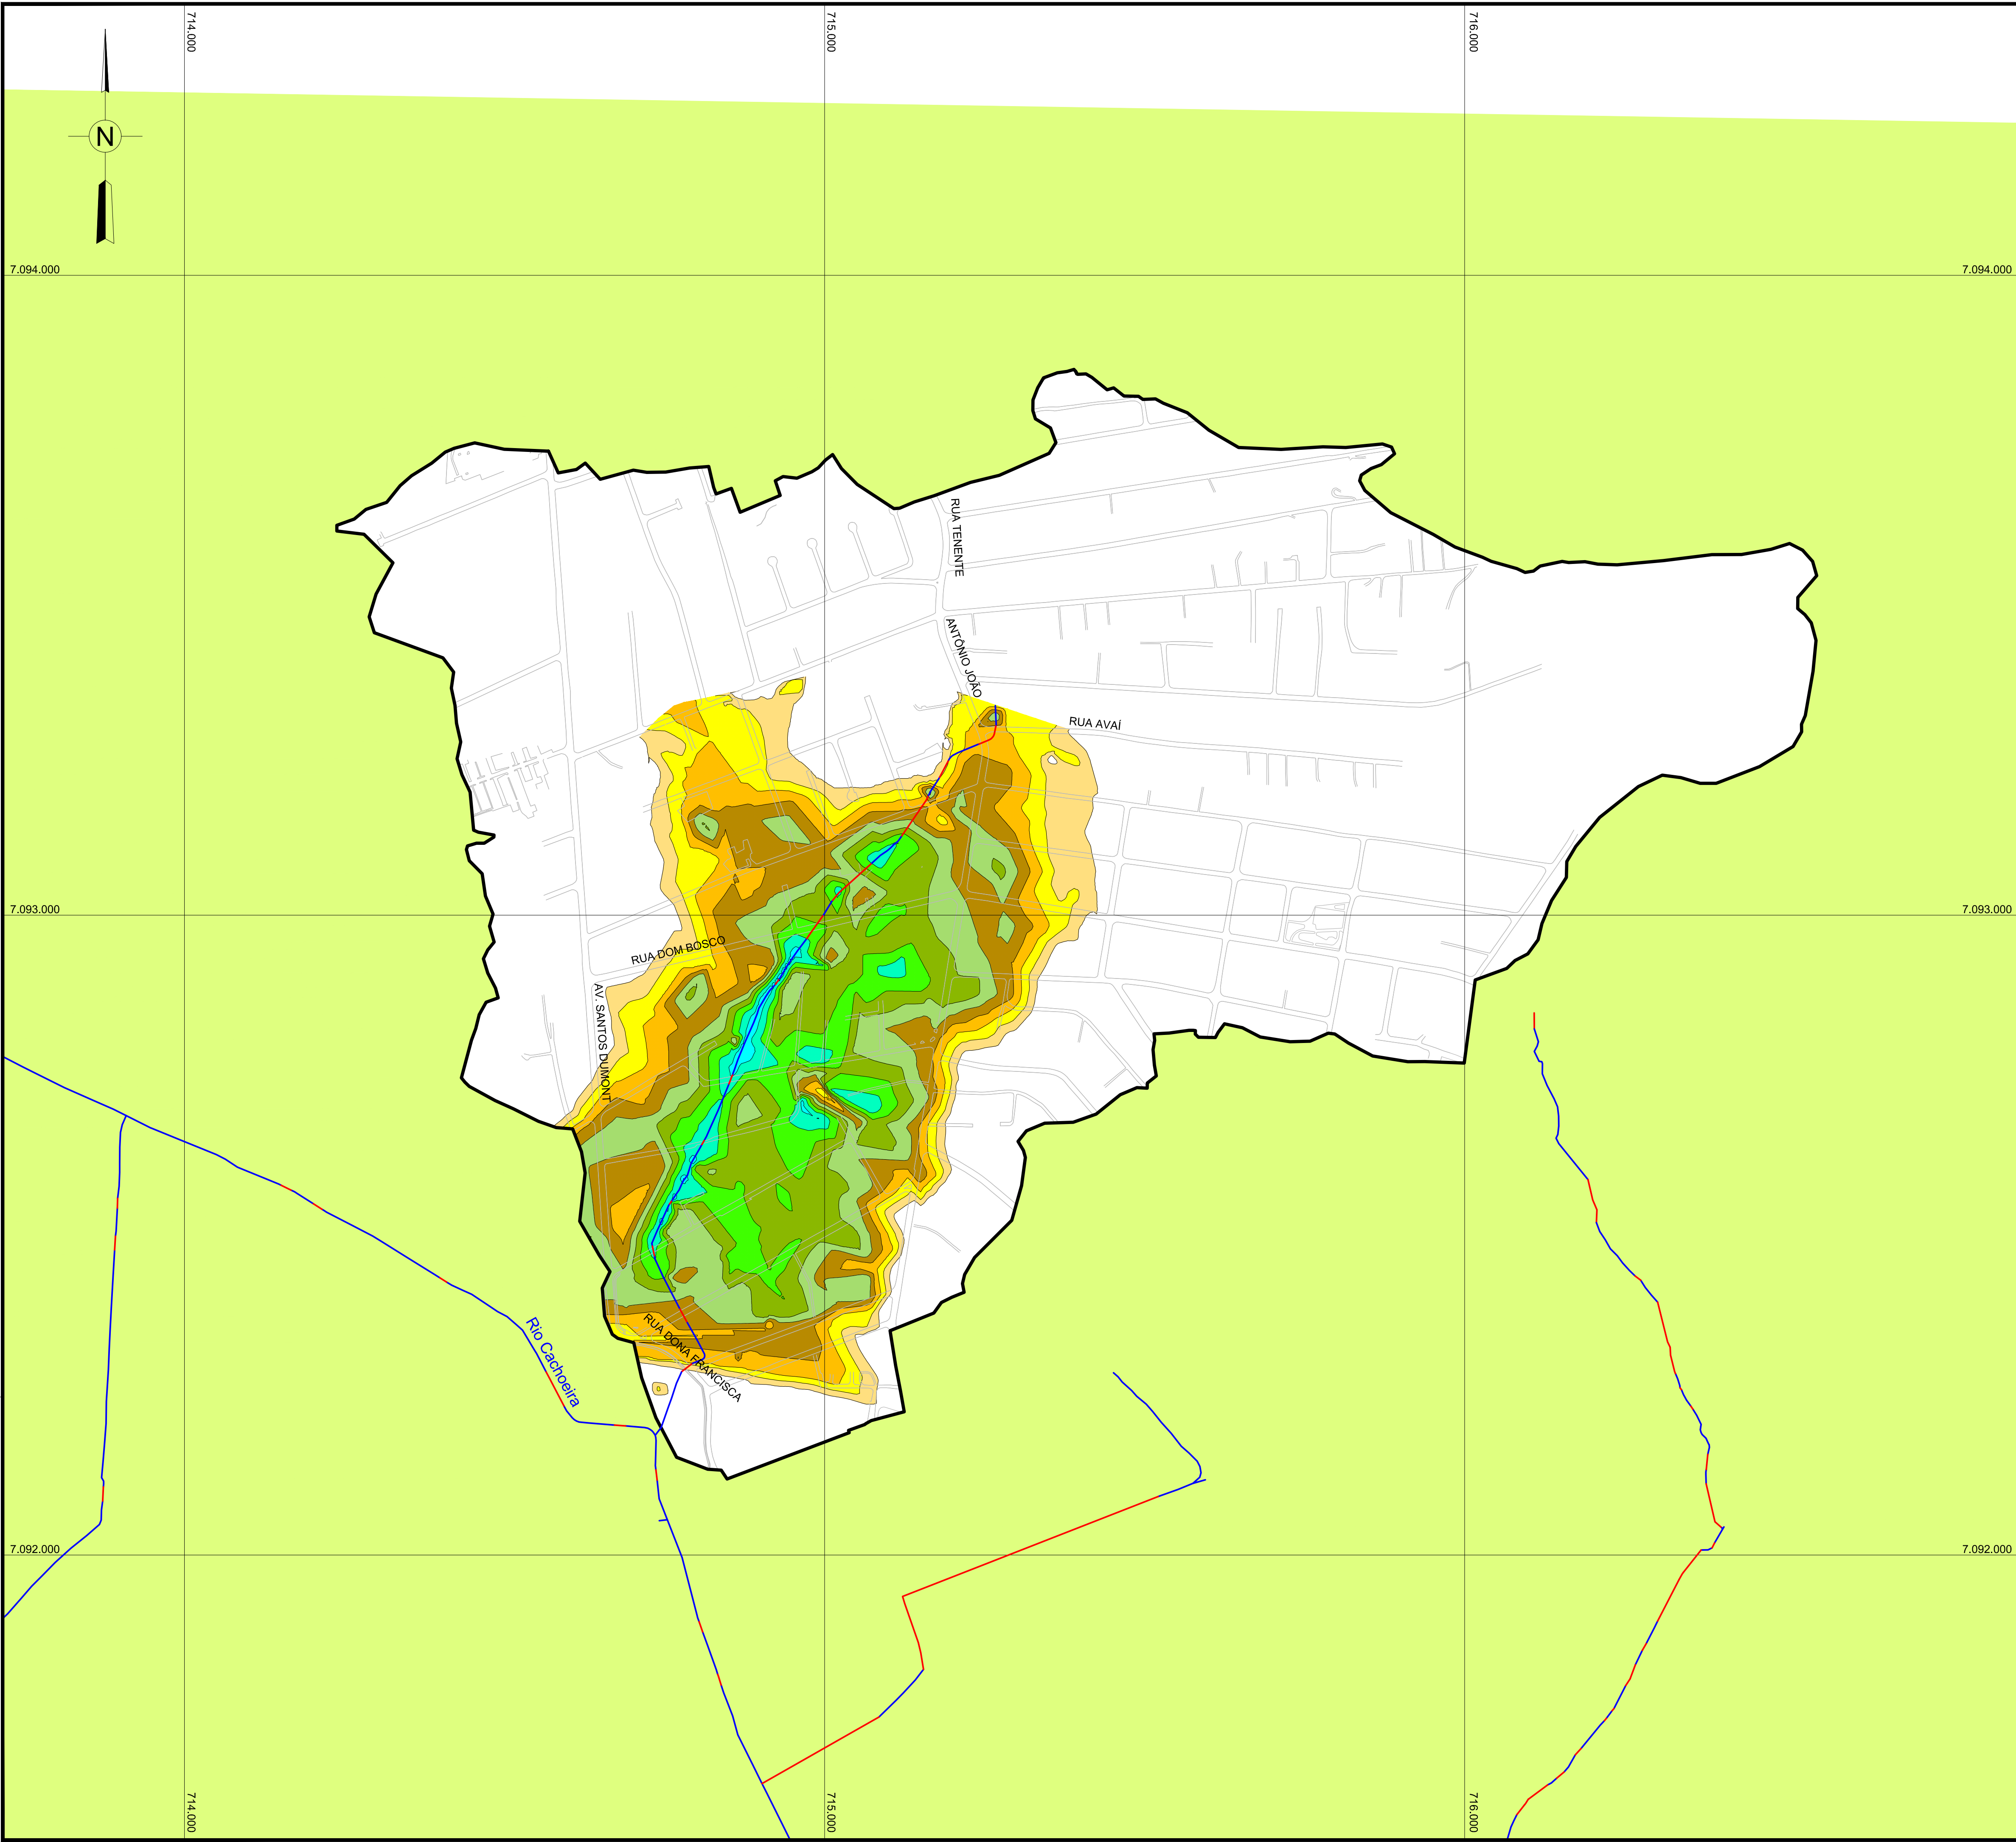 714.000
715.000
716.000
N
7.094.000
7.094.000
RUA TENENTE
ANTÔNIO JOÃO
RUA AVAÍ
7.093.000
7.093.000
RUA DOM BOSCO
AV. SANTOS DUMONT
RUA DONA FRANCISCA
Rio Cachoeira
7.092.000
7.092.000
714.000
715.000
716.000